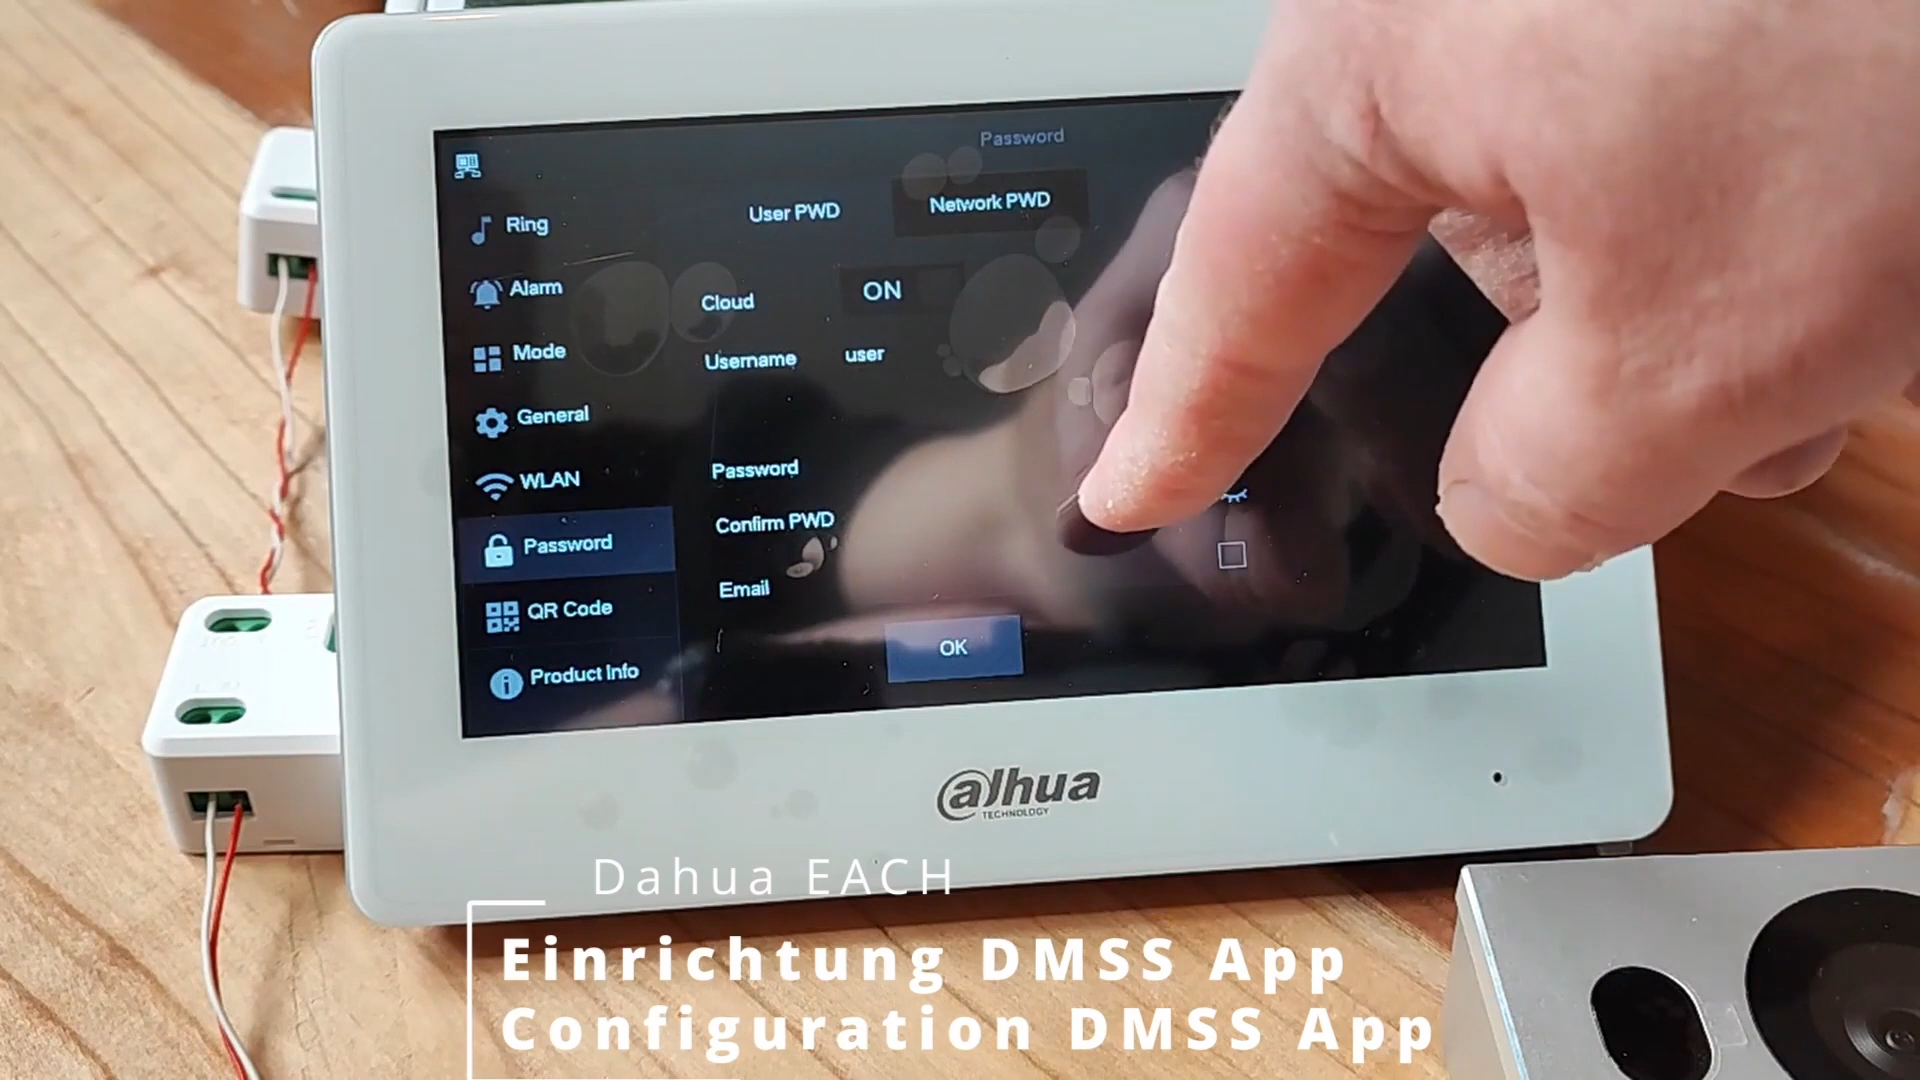 Password
User PWD
Network PWD
Ring
Alarm
Mode
General
WLAN
Password
QR Code
Product Info
Cloud
ON
Username
user
Password
Confirm PWD
Email
OK
alhua
TECHNOLOGY
Dahua EACH
Einrichtung DMSS App
Configuration DMSS App